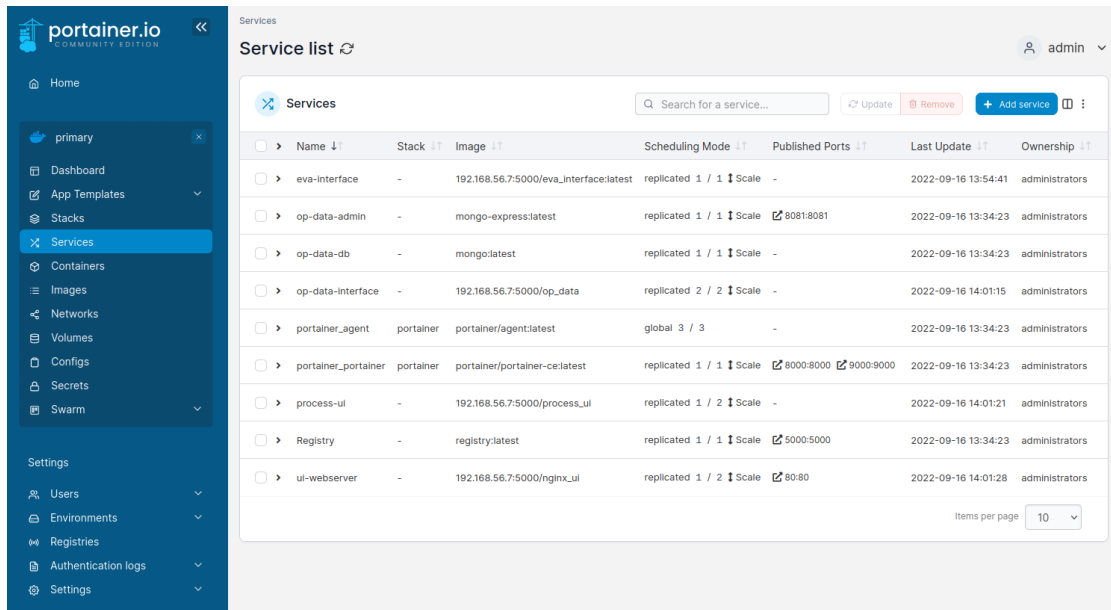 portainer.io
COMMUNITY EDITION
Home
primary
Dashboard
App Templates
Stacks
Services
Containers
Images
Networks
Volumes
Configs
Secrets
Swarm
Settings
Users
Environments
Registries
Authentication logs
Settings
Services
Service list
admin
Services
Search for a service...
Update
Remove
+ Add service
Name Stack Image Scheduling Mode Published Ports Last Update Ownership
eva-interface - 192.168.56.7:5000/eva_interface:latest replicated 1 / 1 Scale - 2022-09-16 13:54:41 administrators
op-data-admin - mongo-express:latest replicated 1 / 1 Scale 8081:8081 2022-09-16 13:34:23 administrators
op-data-db - mongo:latest replicated 1 / 1 Scale - 2022-09-16 13:34:23 administrators
op-data-interface - 192.168.56.7:5000/op_data replicated 2 / 2 Scale - 2022-09-16 14:01:15 administrators
portainer_agent portainer portainer/agent:latest global 3 / 3 - 2022-09-16 13:34:23 administrators
portainer_portainer portainer portainer/portainer-ce:latest replicated 1 / 1 Scale 8000:8000 9000:9000 2022-09-16 13:34:23 administrators
process-ui - 192.168.56.7:5000/process_ui replicated 1 / 2 Scale - 2022-09-16 14:01:21 administrators
Registry - registry:latest replicated 1 / 1 Scale 5000:5000 2022-09-16 13:34:23 administrators
ui-webserver - 192.168.56.7:5000/nginx_ui replicated 1 / 2 Scale 80:80 2022-09-16 14:01:28 administrators
Items per page 10